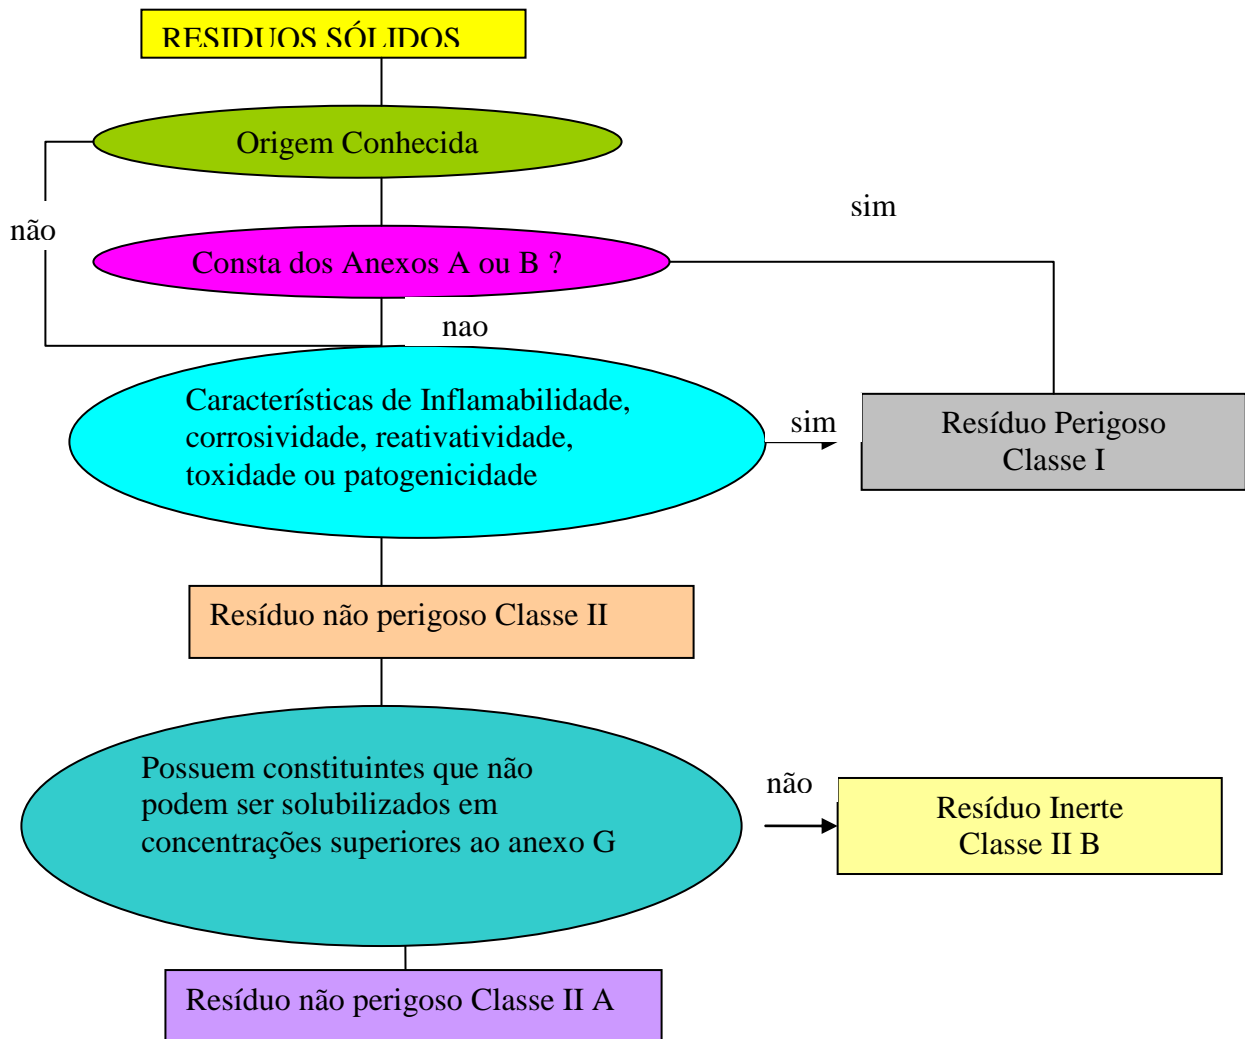 RESIDUOS SÓLIDOS
Origem Conhecida
sim
não
Consta dos Anexos A ou B ?
nao
Características de Inflamabilidade,
corrosividade, reativatividade,
toxidade ou patogenicidade
sim
Resíduo Perigoso
Classe I
Resíduo não perigoso Classe II
Possuem constituintes que não
podem ser solubilizados em
concentrações superiores ao anexo G
não
Resíduo Inerte
Classe II B
Resíduo não perigoso Classe II A